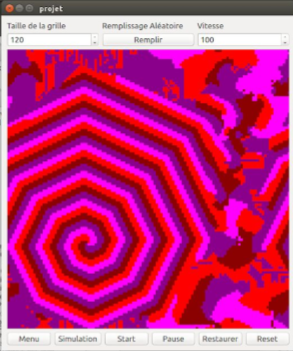 projet
Taille de la grille Remplissage Aléatoire Vitesse
120 Remplir 100
Menu Simulation Start Pause Restaurer Reset